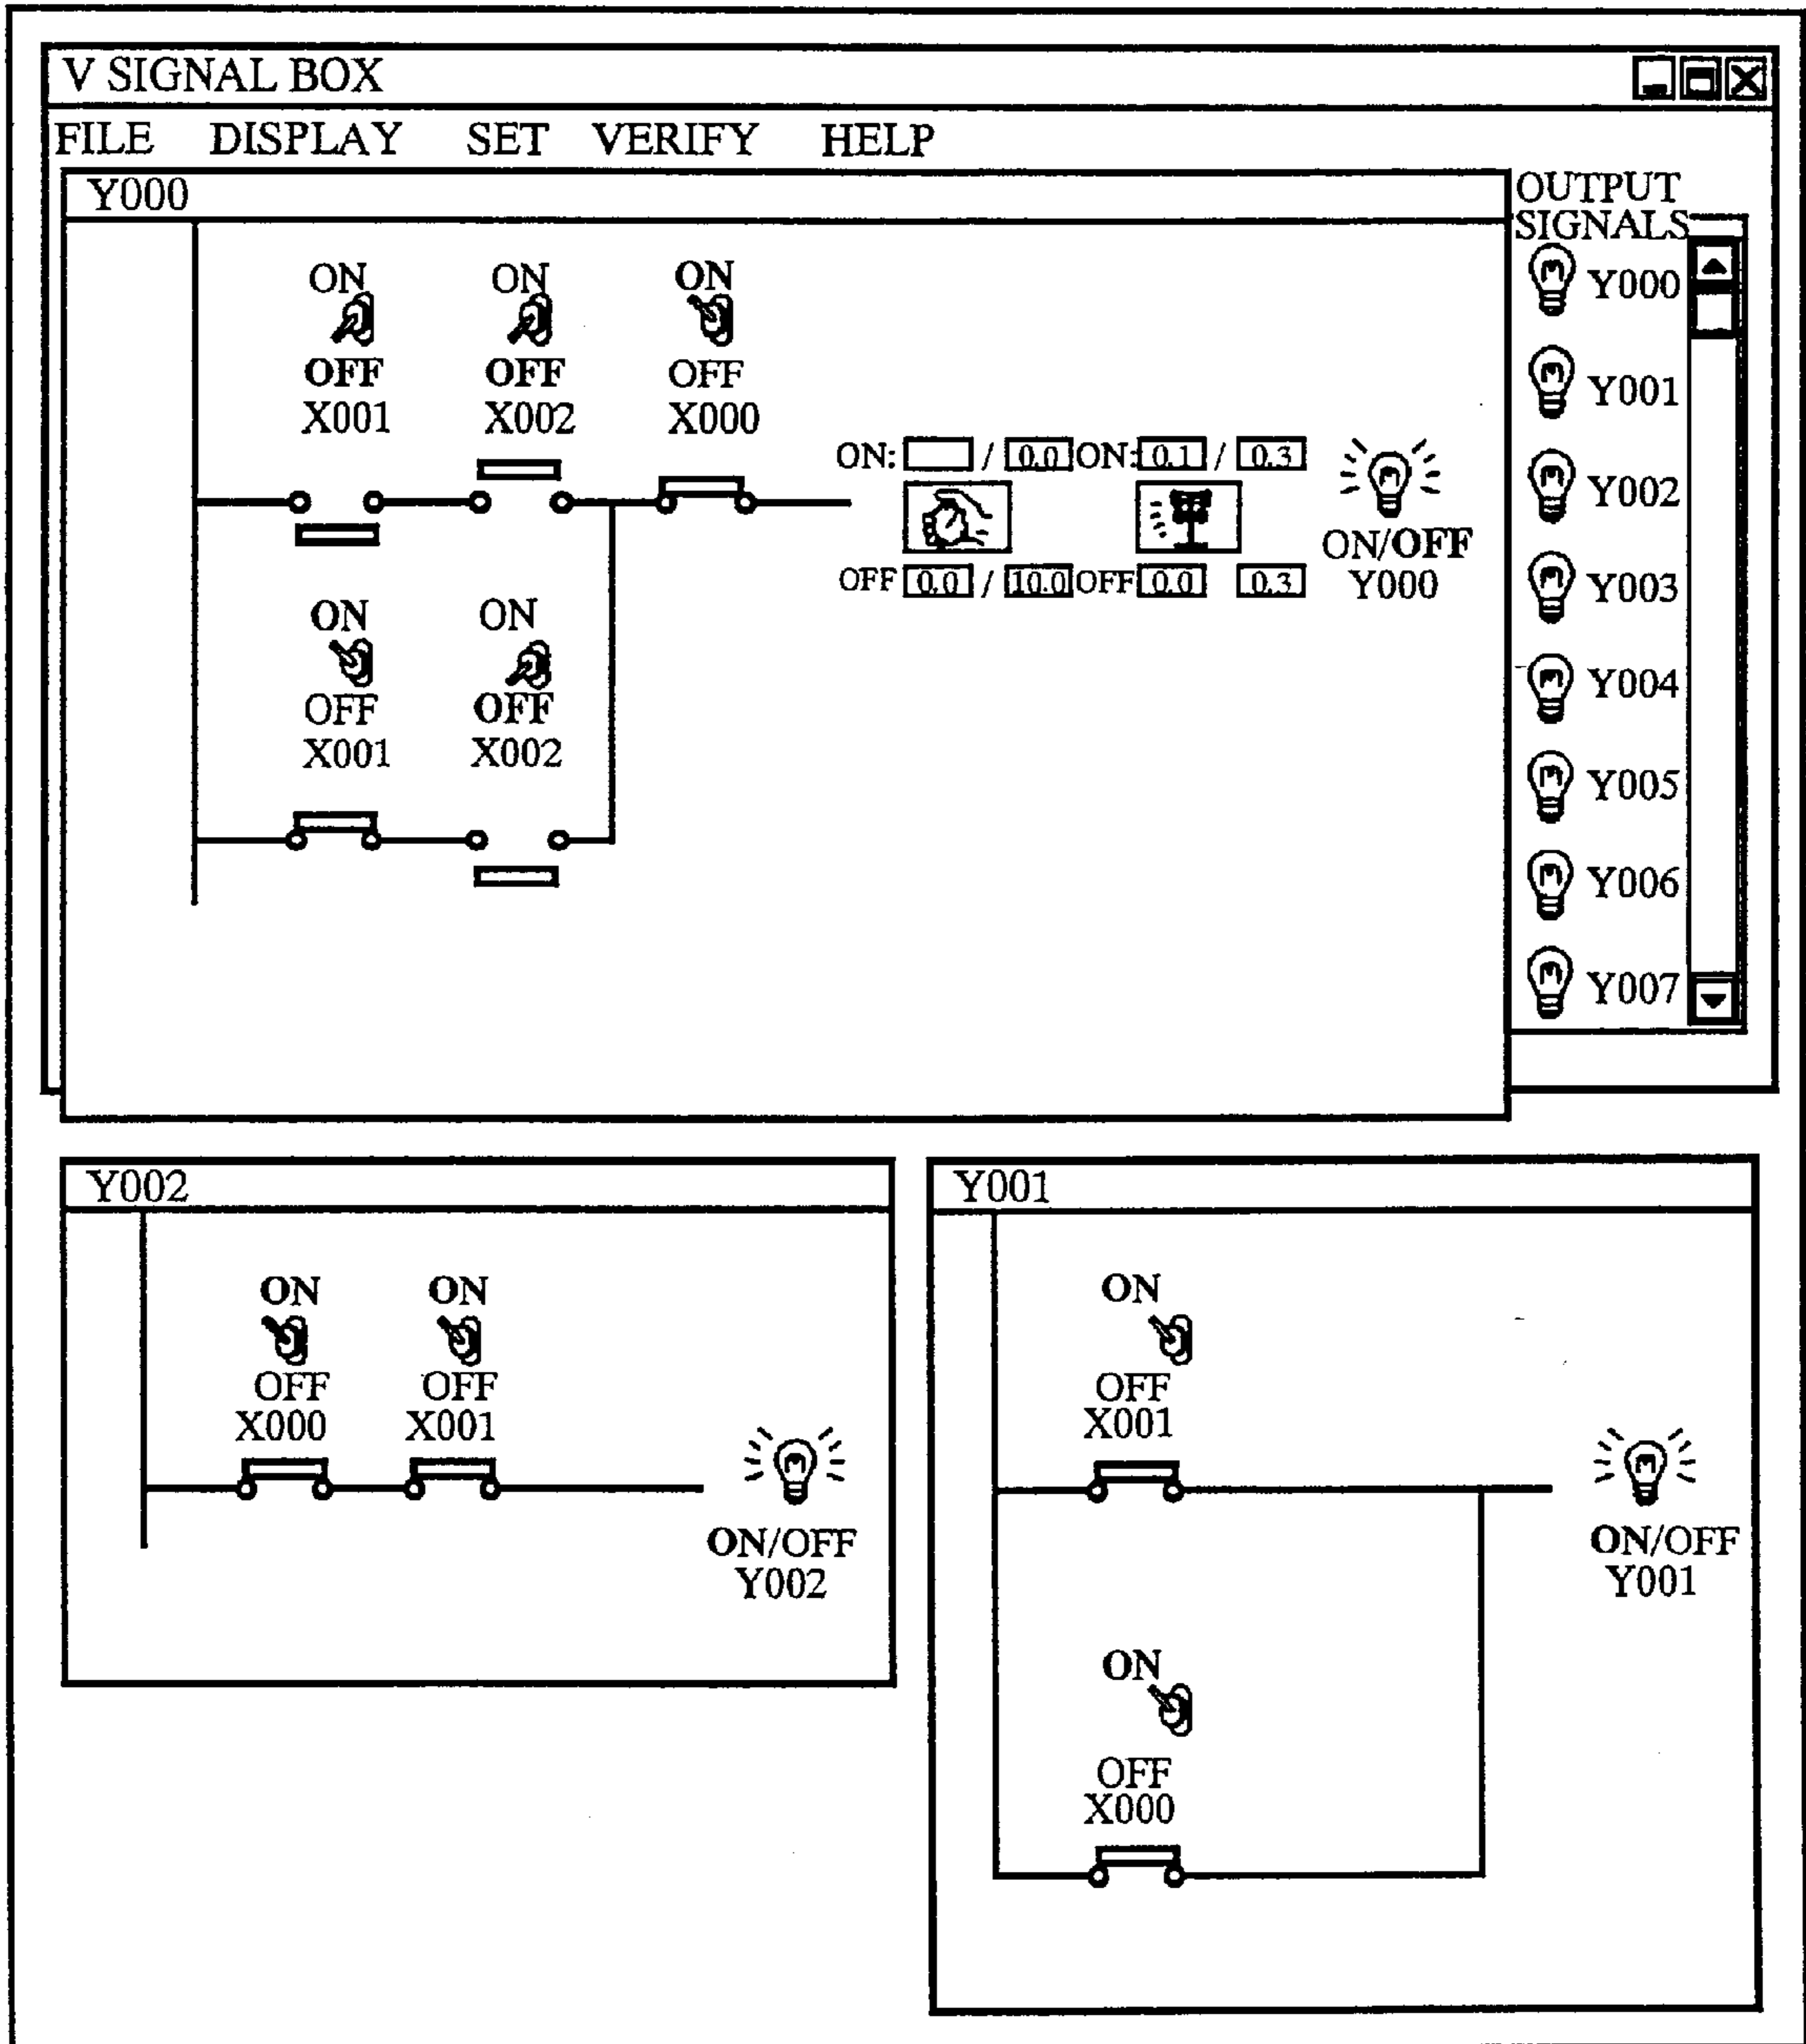 V SIGNAL BOX
FILE DISPLAY SET VERIFY HELP
Y000
OUTPUT
SIGNALS
Y000
Y001
Y002
Y003
Y004
Y005
Y006
Y007
ON ON ON
OFF OFF OFF
X001 X002 X000
ON: / 0.0 ON: 0.1 / 0.3
OFF 0.0 / 10.0 OFF 0.0 0.3
ON/OFF
Y000
ON ON
OFF OFF
X001 X002
Y002
ON ON
OFF OFF
X000 X001
ON/OFF
Y002
Y001
ON
OFF
X001
ON/OFF
Y001
ON
OFF
X000